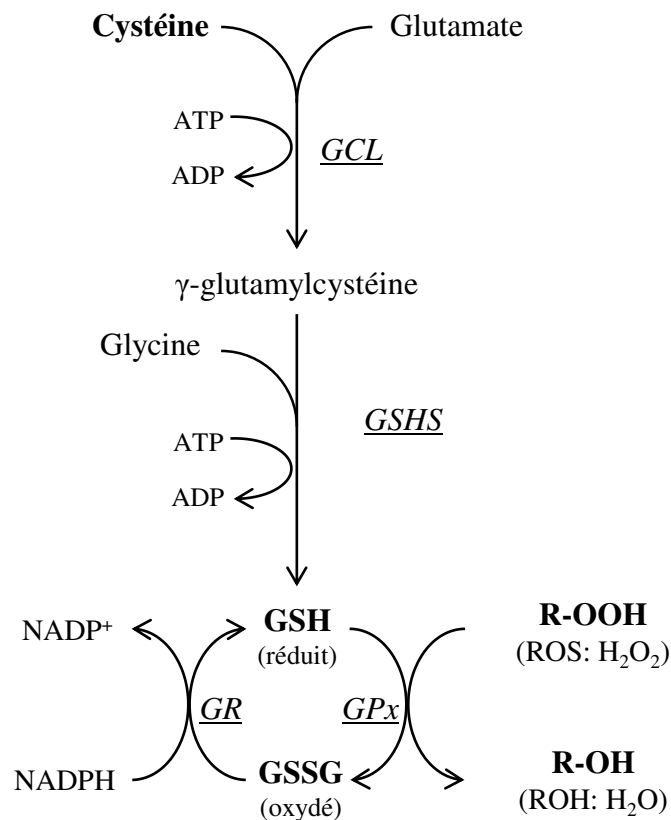 Cystéine Glutamate
ATP
GCL
ADP
γ-glutamylcystéine
Glycine
GSHS
ATP
ADP
NADP⁺ GSH R-OOH
(réduit) (ROS: H₂O₂)
GR GPx
NADPH GSSG R-OH
(oxydé) (ROH: H₂O)